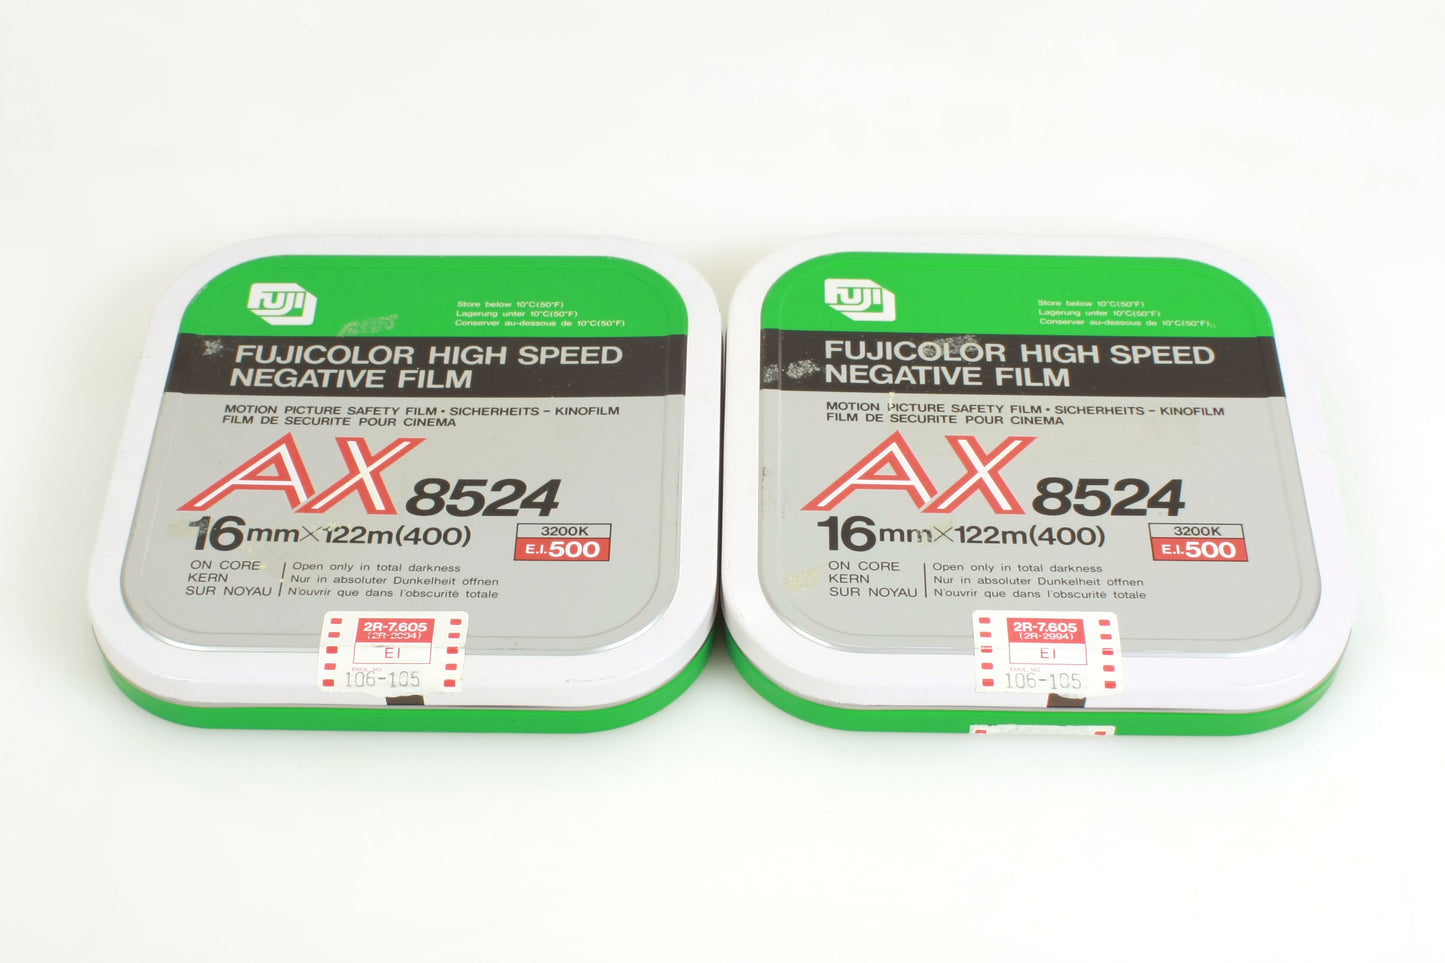 FUJI
Store below 10°C(50°F)
Lagerung unter 10°C(50°F)
Conserver au-dessous de 10°C(50°F)
FUJICOLOR HIGH SPEED
NEGATIVE FILM
MOTION PICTURE SAFETY FILM • SICHERHEITS - KINOFILM
FILM DE SECURITE POUR CINEMA
AX 8524
16mm×122m(400)
3200K
E.I.500
ON CORE
KERN
SUR NOYAU
Open only in total darkness
Nur in absoluter Dunkelheit öffnen
N'ouvrir que dans l'obscurité totale
2R-7.605
(2R-2994)
EI
EMUL.NO.
106-105
FUJI
Store below 10°C(50°F)
Lagerung unter 10°C(50°F)
Conserver au-dessous de 10°C(50°F)
FUJICOLOR HIGH SPEED
NEGATIVE FILM
MOTION PICTURE SAFETY FILM • SICHERHEITS - KINOFILM
FILM DE SECURITE POUR CINEMA
AX 8524
16mm×122m(400)
3200K
E.I.500
ON CORE
KERN
SUR NOYAU
Open only in total darkness
Nur in absoluter Dunkelheit öffnen
N'ouvrir que dans l'obscurité totale
2R-7.605
(2R-2994)
EI
EMUL.NO.
106-105